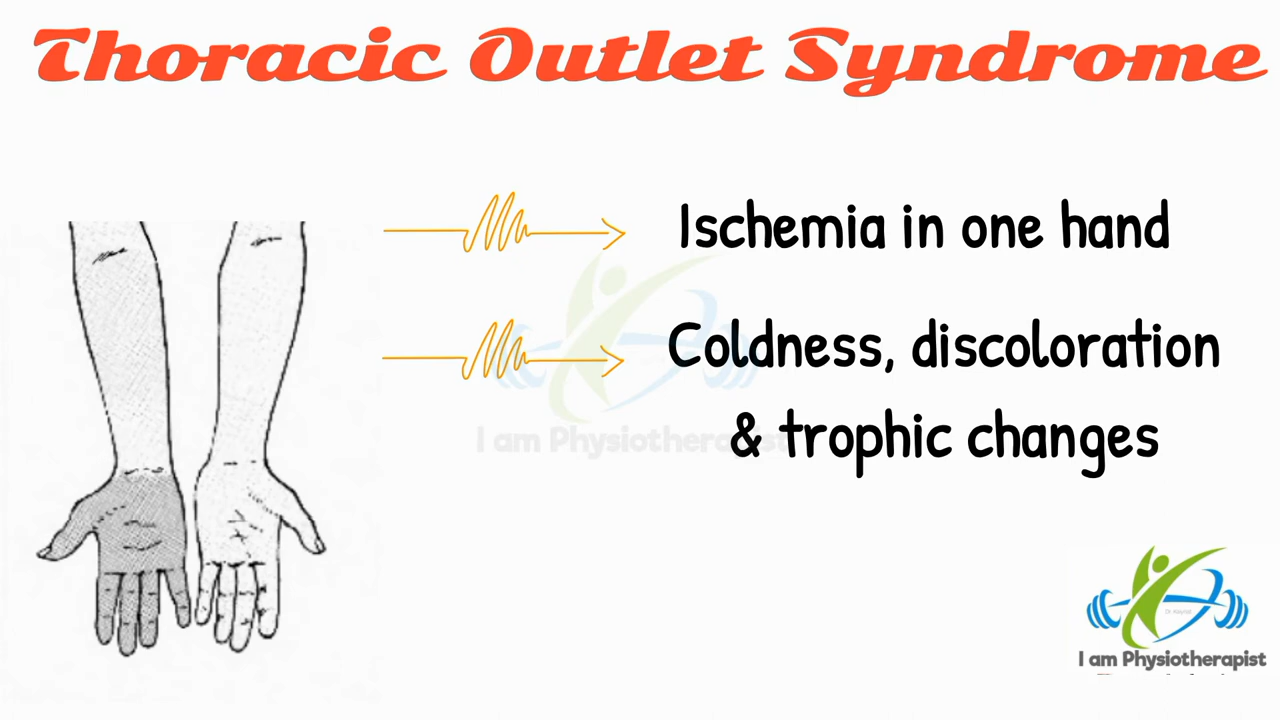 Thoracic Outlet Syndrome
Ischemia in one hand
Coldness, discoloration
& trophic changes
I am Physiotherapist
I am Physiotherapist